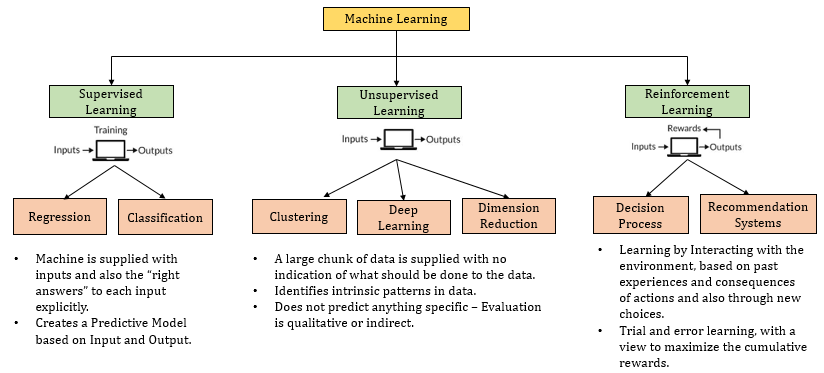 Machine Learning
Supervised
Learning
Unsupervised
Learning
Reinforcement
Learning
Training
Inputs
Outputs
Inputs
Outputs
Rewards
Inputs
Outputs
Regression
Classification
Clustering
Deep
Learning
Dimension
Reduction
Decision
Process
Recommendation
Systems
• Machine is supplied with
inputs and also the “right
answers” to each input
explicitly.
• Creates a Predictive Model
based on Input and Output.
• A large chunk of data is supplied with no
indication of what should be done to the data.
• Identifies intrinsic patterns in data.
• Does not predict anything specific – Evaluation
is qualitative or indirect.
• Learning by Interacting with the
environment, based on past
experiences and consequences
of actions and also through new
choices.
• Trial and error learning, with a
view to maximize the cumulative
rewards.